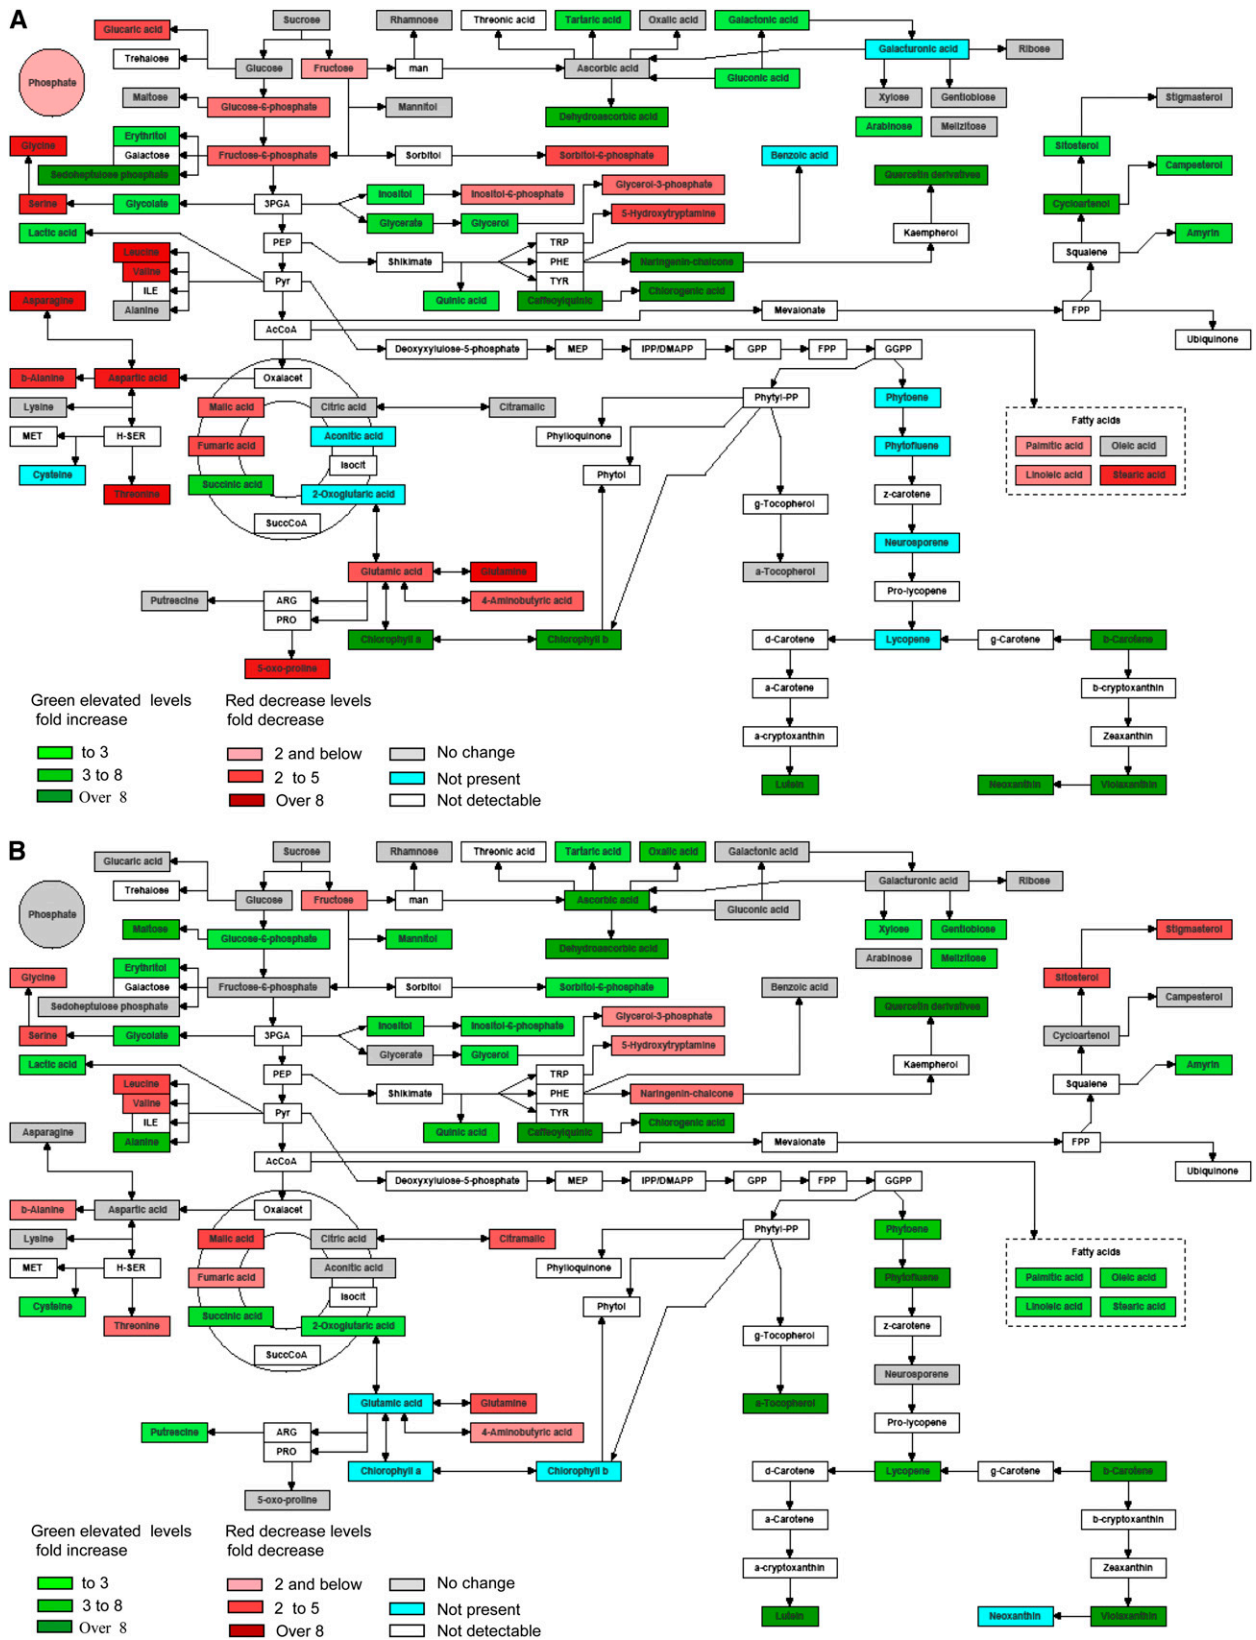 A
Glucaric acid
Sucrose
Rhamnose
Threonic acid
Tartaric acid
Oxalic acid
Galactonic acid
Trehalose
Glucose
Fructose
man
Ascorbic acid
Gluconic acid
Galacturonic acid
Ribose
Phosphate
Maltose
Glucose-6-phosphate
Mannitol
Dehydroascorbic acid
Xylose
Gentiobiose
Stigmasterol
Arabinose
Melizitose
Glycine
Erythritol
Galactose
Sedoheptulose phosphate
Fructose-6-phosphate
Sorbitol
Sorbitol-6-phosphate
Benzoic acid
Quercetin derivatives
Sitosterol
Campesterol
Serine
Glycolate
3PGA
Inositol
Inositol-6-phosphate
Glycerol-3-phosphate
Cycloartenol
Lactic acid
Glycerate
Glycerol
5-Hydroxytryptamine
Kaempferol
Amyrin
Leucine
Valine
ILE
Alanine
PEP
Shikimate
TRP
PHE
TYR
Naringenin-chalcone
Squalene
Asparagine
Pyr
Quinic acid
Caffeoylquinic
Chlorogenic acid
AcCoA
Mevalonate
FPP
Ubiquinone
Deoxyxylulose-5-phosphate
MEP
IPP/DMAPP
GPP
FPP
GGPP
b-Alanine
Aspartic acid
Oxalacet
Phytyl-PP
Phytoene
Lysine
Malic acid
Citric acid
Citramalic
Fatty acids
MET
H-SER
Fumaric acid
Aconitic acid
Phylloquinone
Phytofluene
Palmitic acid
Oleic acid
Cysteine
Isocit
Phytol
Linoleic acid
Stearic acid
Threonine
Succinic acid
2-Oxoglutaric acid
g-Tocopherol
z-carotene
SuccCoA
Neurosporene
Glutamic acid
Glutamine
a-Tocopherol
Putrescine
ARG
PRO
4-Aminobutyric acid
Pro-lycopene
Chlorophyll a
Chlorophyll b
d-Carotene
Lycopene
g-Carotene
b-Carotene
5-oxo-proline
a-Carotene
b-cryptoxanthin
a-cryptoxanthin
Zeaxanthin
Lutein
Neoxanthin
Violaxanthin
Green elevated levels
fold increase
Red decrease levels
fold decrease
to 3
2 and below
No change
3 to 8
2 to 5
Not present
Over 8
Over 8
Not detectable
B
Glucaric acid
Sucrose
Rhamnose
Threonic acid
Tartaric acid
Oxalic acid
Galactonic acid
Trehalose
Glucose
Fructose
man
Ascorbic acid
Gluconic acid
Galacturonic acid
Ribose
Phosphate
Maltose
Glucose-6-phosphate
Mannitol
Dehydroascorbic acid
Xylose
Gentiobiose
Stigmasterol
Arabinose
Melizitose
Glycine
Erythritol
Galactose
Sedoheptulose phosphate
Fructose-6-phosphate
Sorbitol
Sorbitol-6-phosphate
Benzoic acid
Quercetin derivatives
Sitosterol
Campesterol
Serine
Glycolate
3PGA
Inositol
Inositol-6-phosphate
Glycerol-3-phosphate
Cycloartenol
Lactic acid
Glycerate
Glycerol
5-Hydroxytryptamine
Kaempferol
Amyrin
Leucine
Valine
ILE
Alanine
PEP
Shikimate
TRP
PHE
TYR
Naringenin-chalcone
Squalene
Asparagine
Pyr
Quinic acid
Caffeoylquinic
Chlorogenic acid
AcCoA
Mevalonate
FPP
Ubiquinone
Deoxyxylulose-5-phosphate
MEP
IPP/DMAPP
GPP
FPP
GGPP
b-Alanine
Aspartic acid
Oxalacet
Phytyl-PP
Phytoene
Lysine
Malic acid
Citric acid
Citramalic
Fatty acids
MET
H-SER
Fumaric acid
Aconitic acid
Phylloquinone
Phytofluene
Palmitic acid
Oleic acid
Cysteine
Isocit
Phytol
Linoleic acid
Stearic acid
Threonine
Succinic acid
2-Oxoglutaric acid
g-Tocopherol
z-carotene
SuccCoA
Neurosporene
Glutamic acid
Glutamine
a-Tocopherol
Putrescine
ARG
PRO
4-Aminobutyric acid
Pro-lycopene
Chlorophyll a
Chlorophyll b
d-Carotene
Lycopene
g-Carotene
b-Carotene
5-oxo-proline
a-Carotene
b-cryptoxanthin
a-cryptoxanthin
Zeaxanthin
Lutein
Neoxanthin
Violaxanthin
Green elevated levels
fold increase
Red decrease levels
fold decrease
to 3
2 and below
No change
3 to 8
2 to 5
Not present
Over 8
Over 8
Not detectable